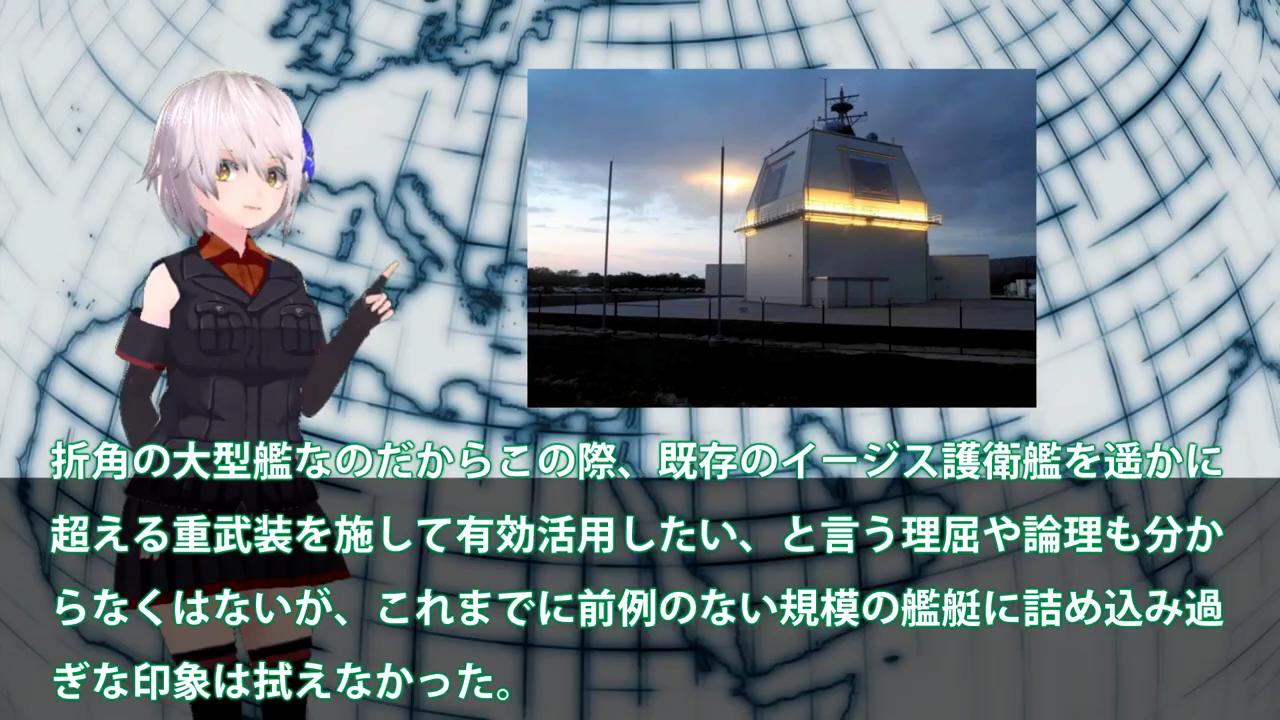 折角の大型艦なのだからこの際、既存のイージス護衛艦を遥かに
超える重武装を施して有効活用したい、と言う理屈や論理も分か
らなくはないが、これまでに前例のない規模の艦艇に詰め込み過
ぎな印象は拭えなかった。